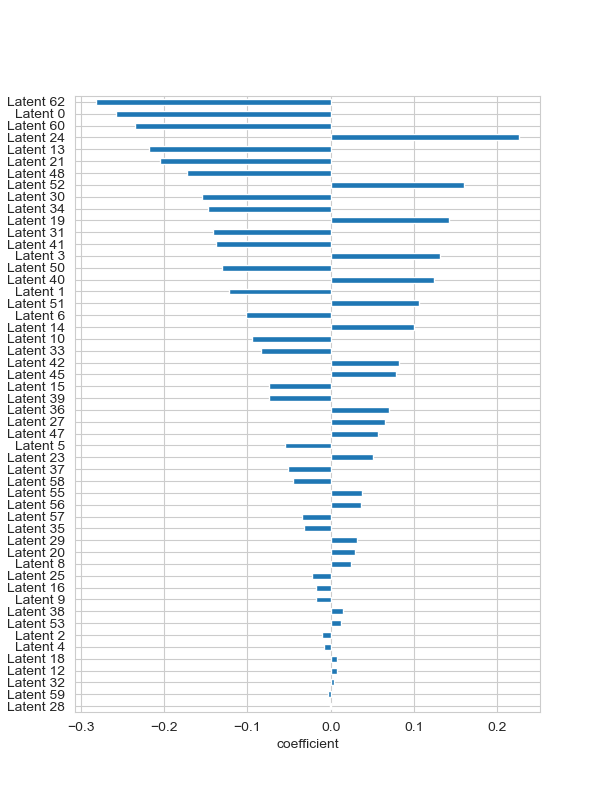 Latent 62
Latent 0
Latent 60
Latent 24
Latent 13
Latent 21
Latent 48
Latent 52
Latent 30
Latent 34
Latent 19
Latent 31
Latent 41
Latent 3
Latent 50
Latent 40
Latent 1
Latent 51
Latent 6
Latent 14
Latent 10
Latent 33
Latent 42
Latent 45
Latent 15
Latent 39
Latent 36
Latent 27
Latent 47
Latent 5
Latent 23
Latent 37
Latent 58
Latent 55
Latent 56
Latent 57
Latent 35
Latent 29
Latent 20
Latent 8
Latent 25
Latent 16
Latent 9
Latent 38
Latent 53
Latent 2
Latent 4
Latent 18
Latent 12
Latent 32
Latent 59
Latent 28
−0.3 −0.2 −0.1 0.0 0.1 0.2
coefficient